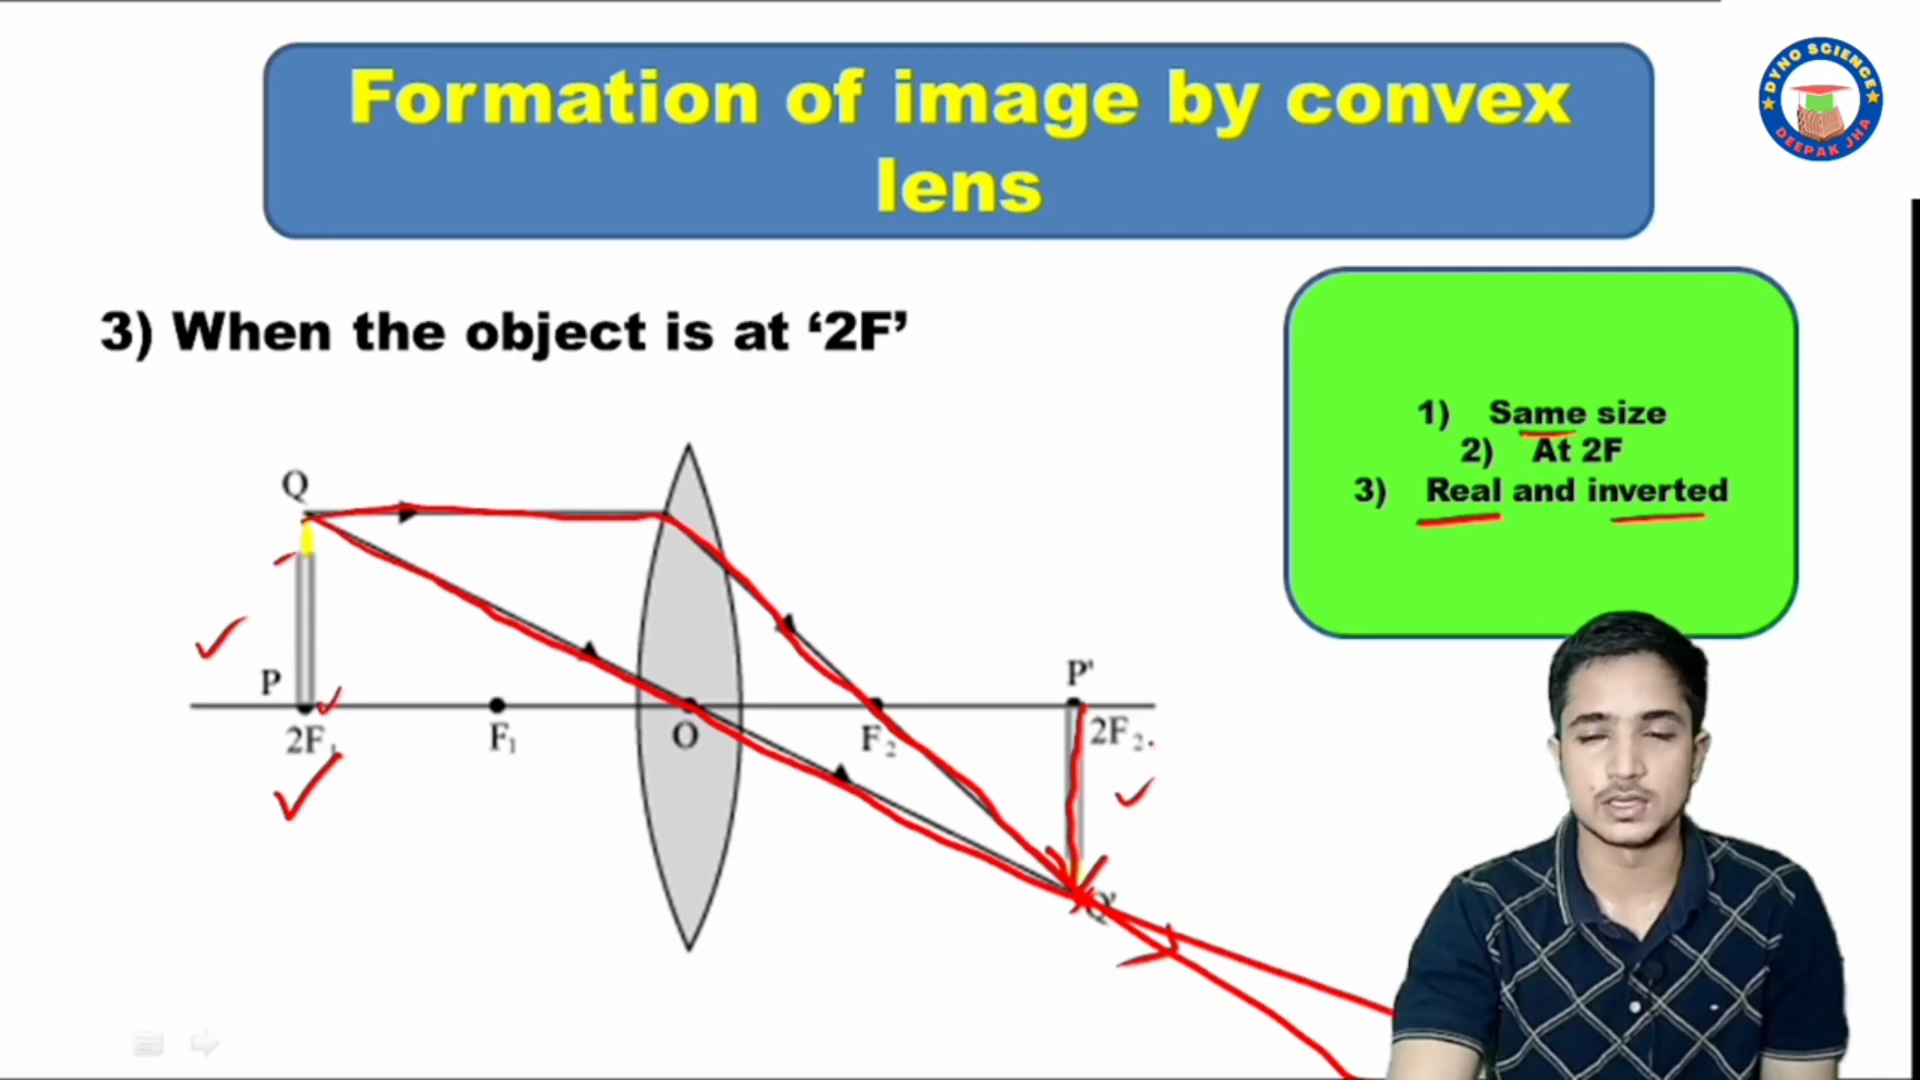 Formation of image by convex
lens
DYNO SCIENCE
DEEPAK JHA
3) When the object is at ‘2F’
1) Same size
2) At 2F
3) Real and inverted
Q
P
P'
2F₁
F₁
O
F₂
2F₂.
Q'